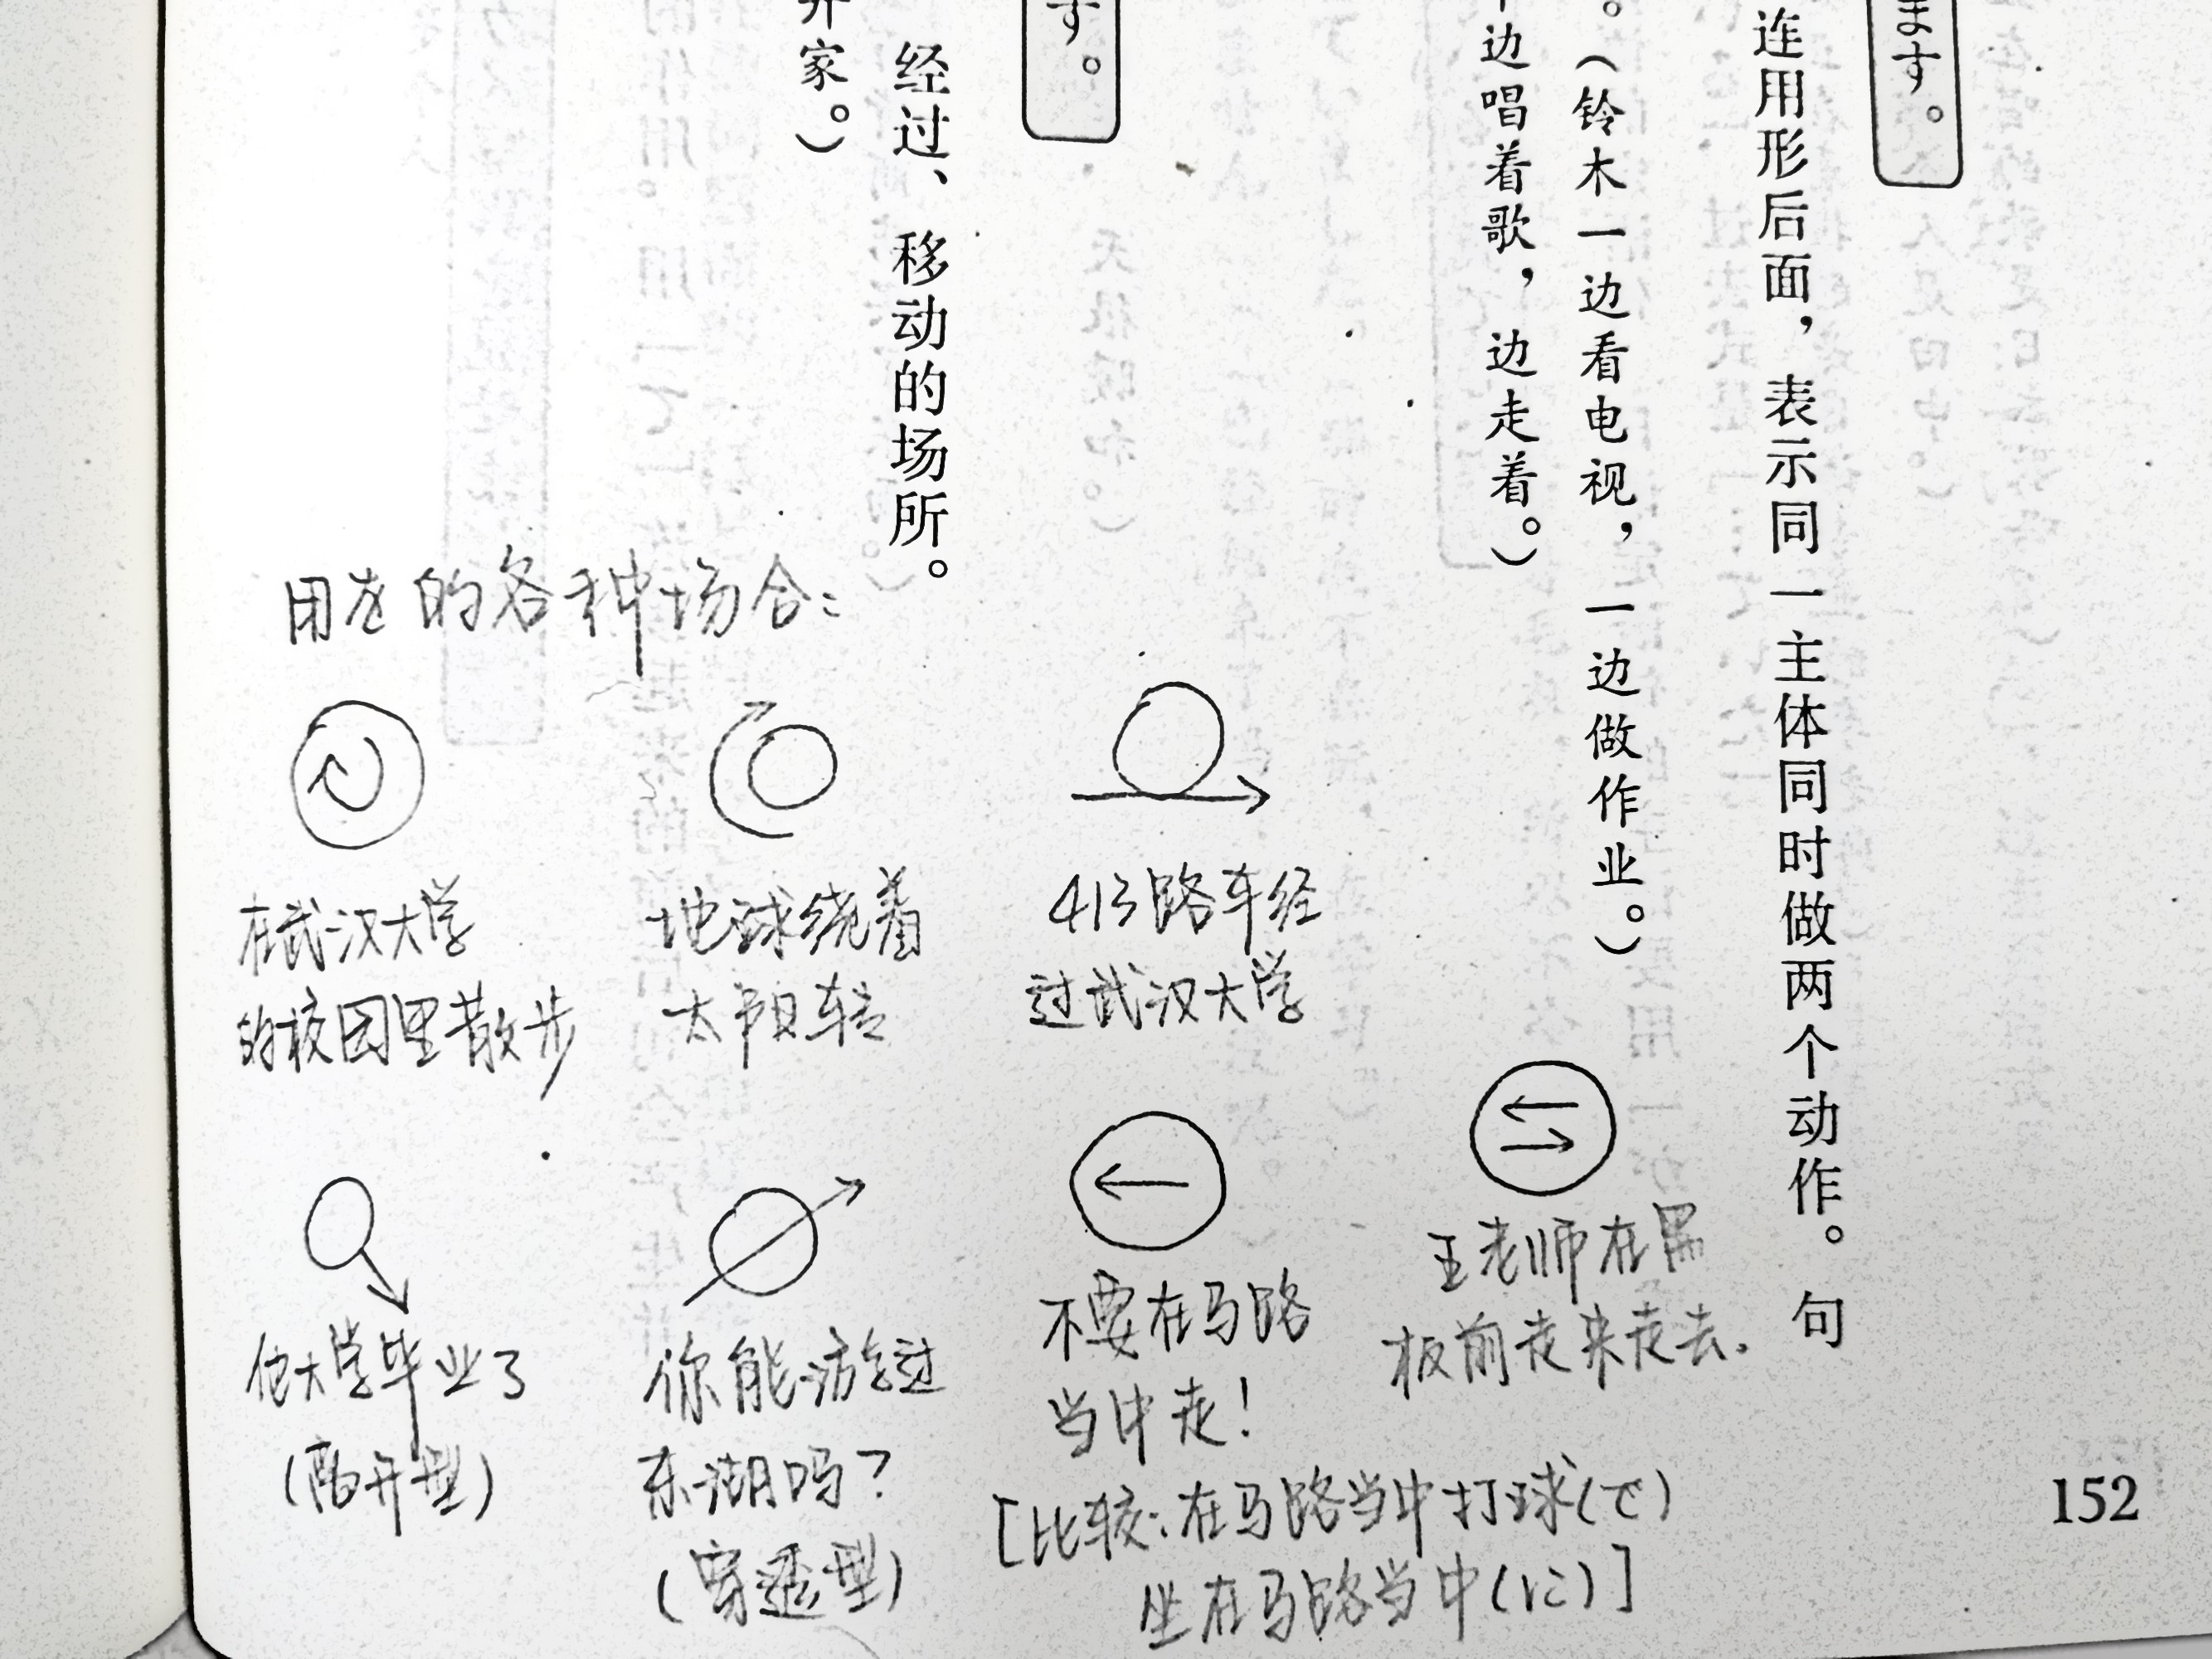 ます。
连用形后面，表示同一主体同时做两个动作。句
。（铃木一边看电视，一边做作业。）
边唱着歌，边走着。）
す。
经过、移动的场所。
开家。）
用を的各种场合：
在武汉大学
的校园里散步
地球绕着
太阳转
413路车经
过武汉大学
他大学毕业了
（离开型）
你能游过
东湖吗？
（穿透型）
不要在马路
当中走！
王老师在黑
板前走来走去.
[比较：在马路当中打球（で）
坐在马路当中（に）]
152